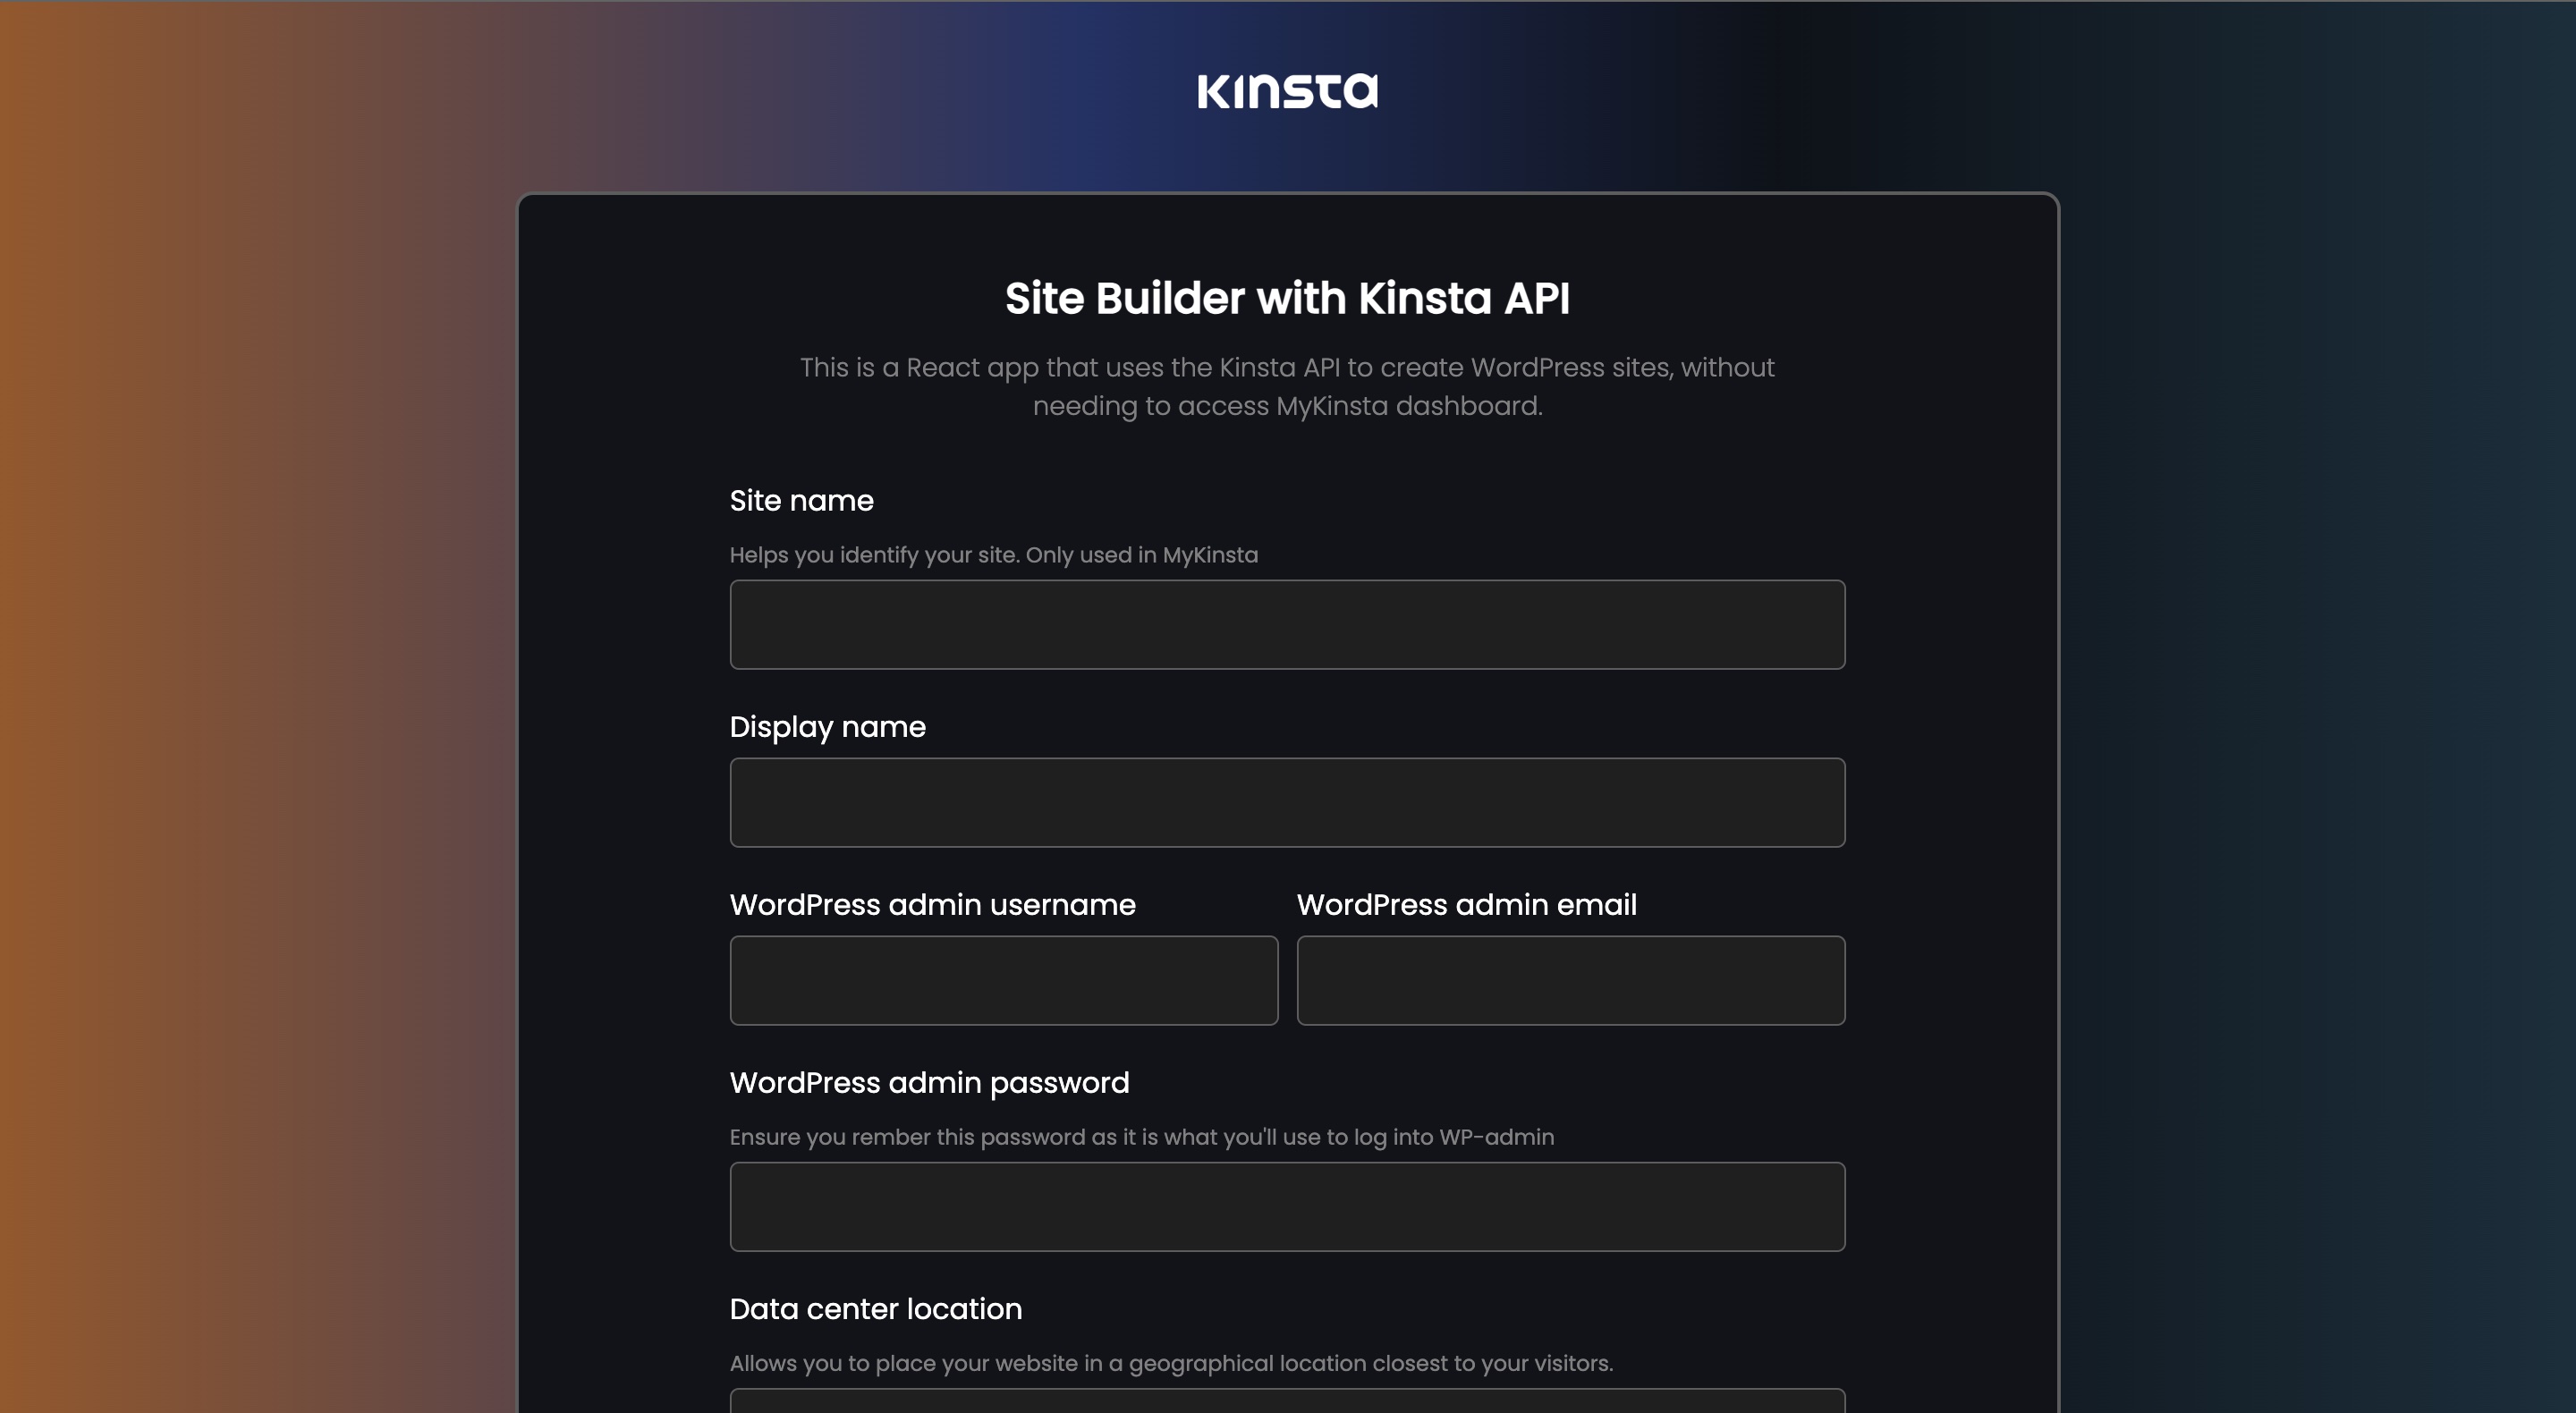 Kinsta
Site Builder with Kinsta API
This is a React app that uses the Kinsta API to create WordPress sites, without
needing to access MyKinsta dashboard.
Site name
Helps you identify your site. Only used in MyKinsta
Display name
WordPress admin username
WordPress admin email
WordPress admin password
Ensure you rember this password as it is what you'll use to log into WP-admin
Data center location
Allows you to place your website in a geographical location closest to your visitors.